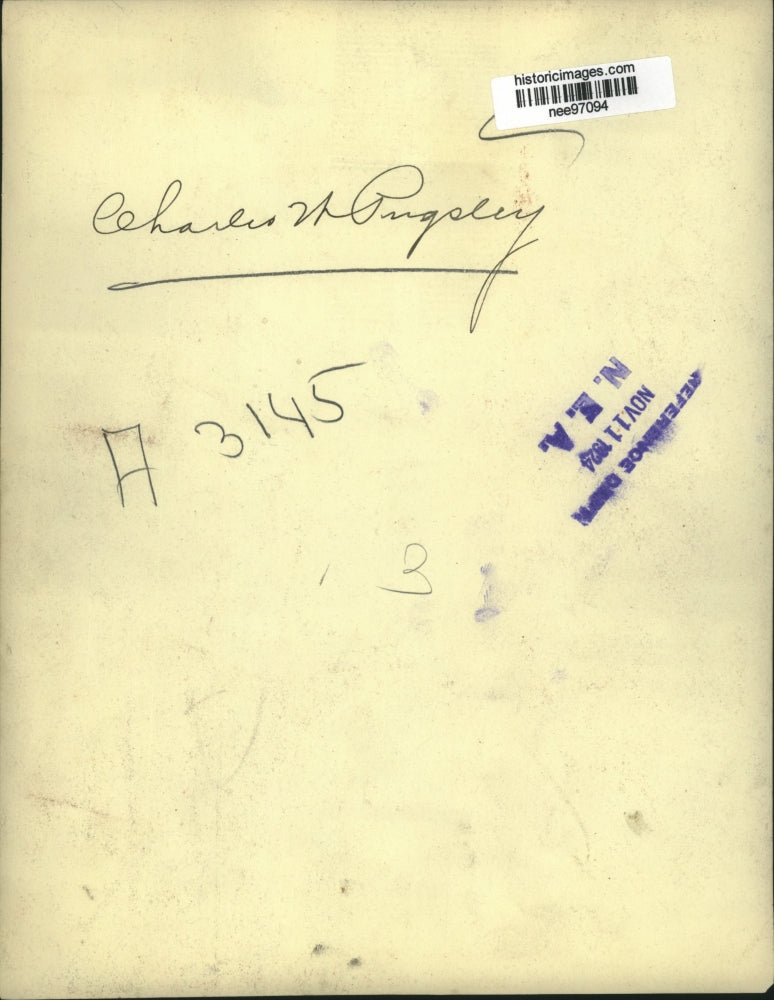 historicimages.com
nee97094
Charles W Pugsley
A 3145
REFERENCE DEPT.
NOV 11 1924
N. E. A.
3